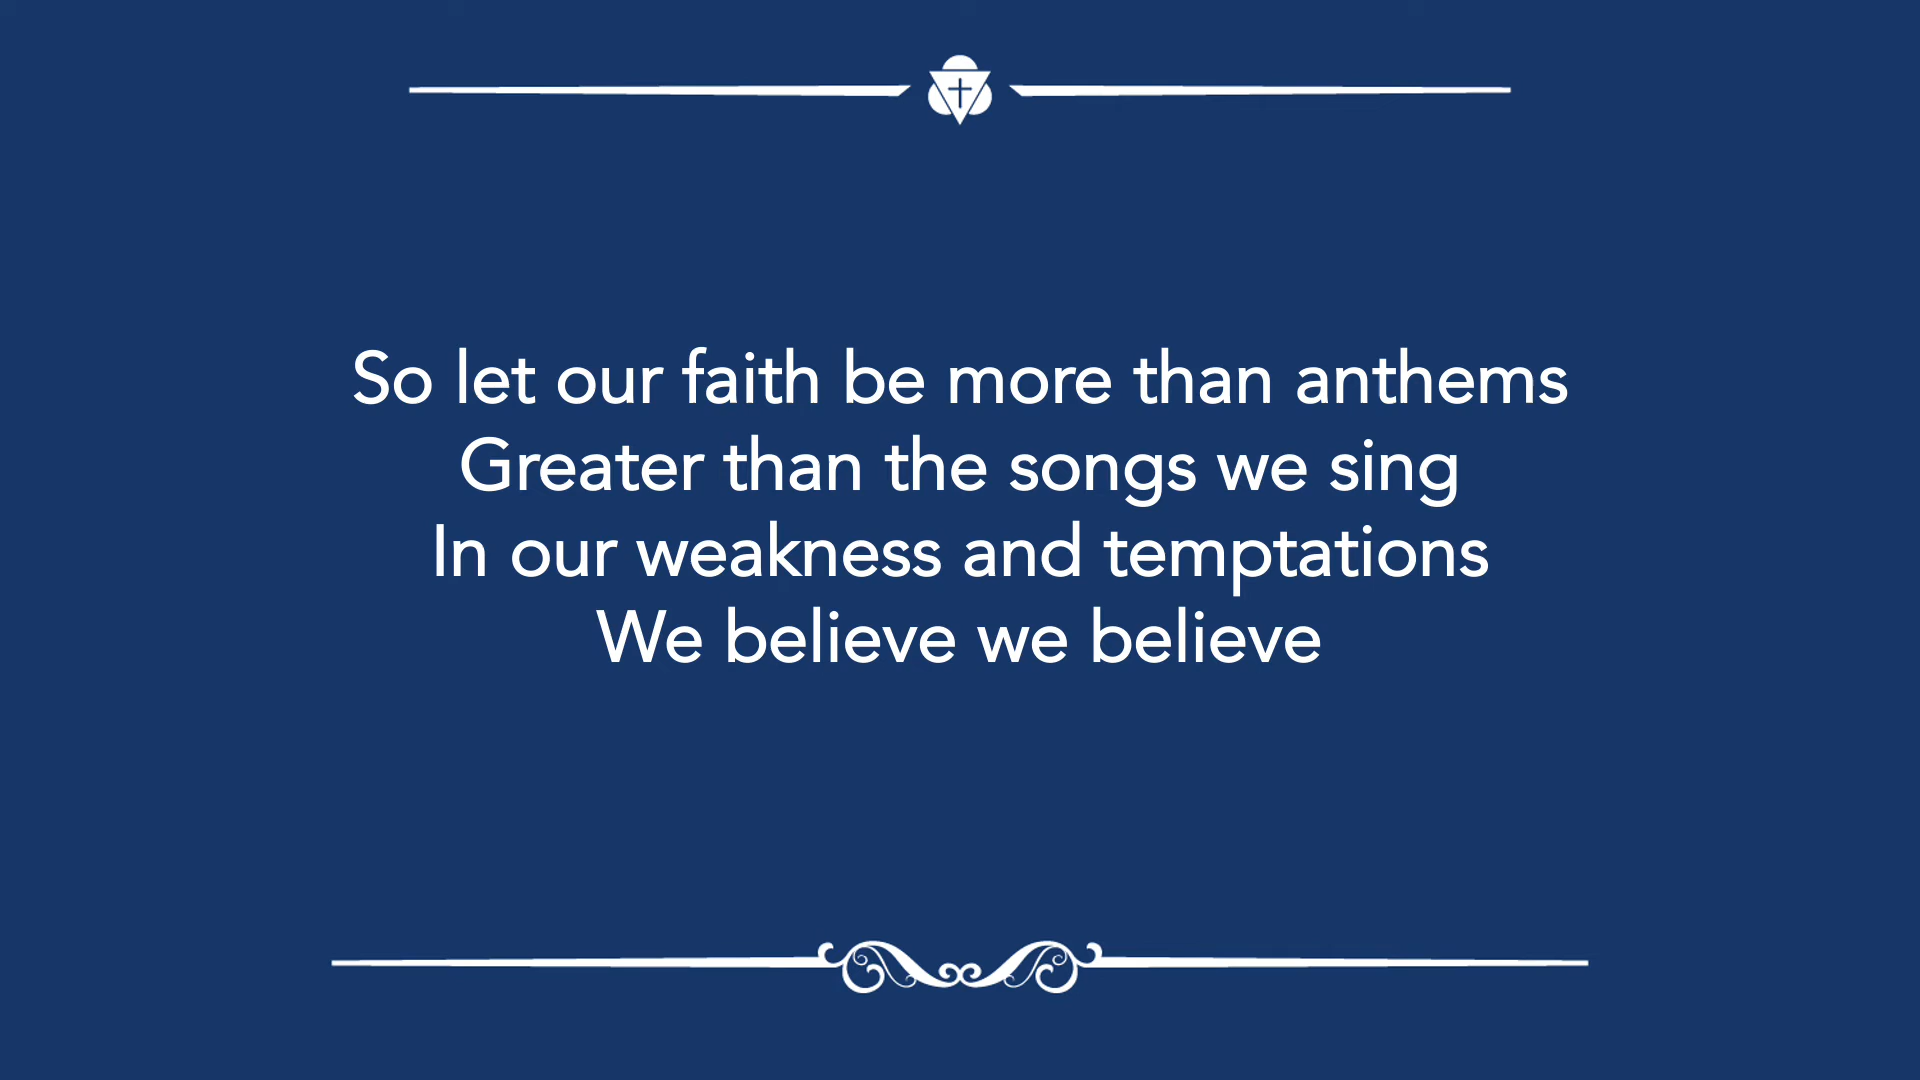 So let our faith be more than anthems
Greater than the songs we sing
In our weakness and temptations
We believe we believe